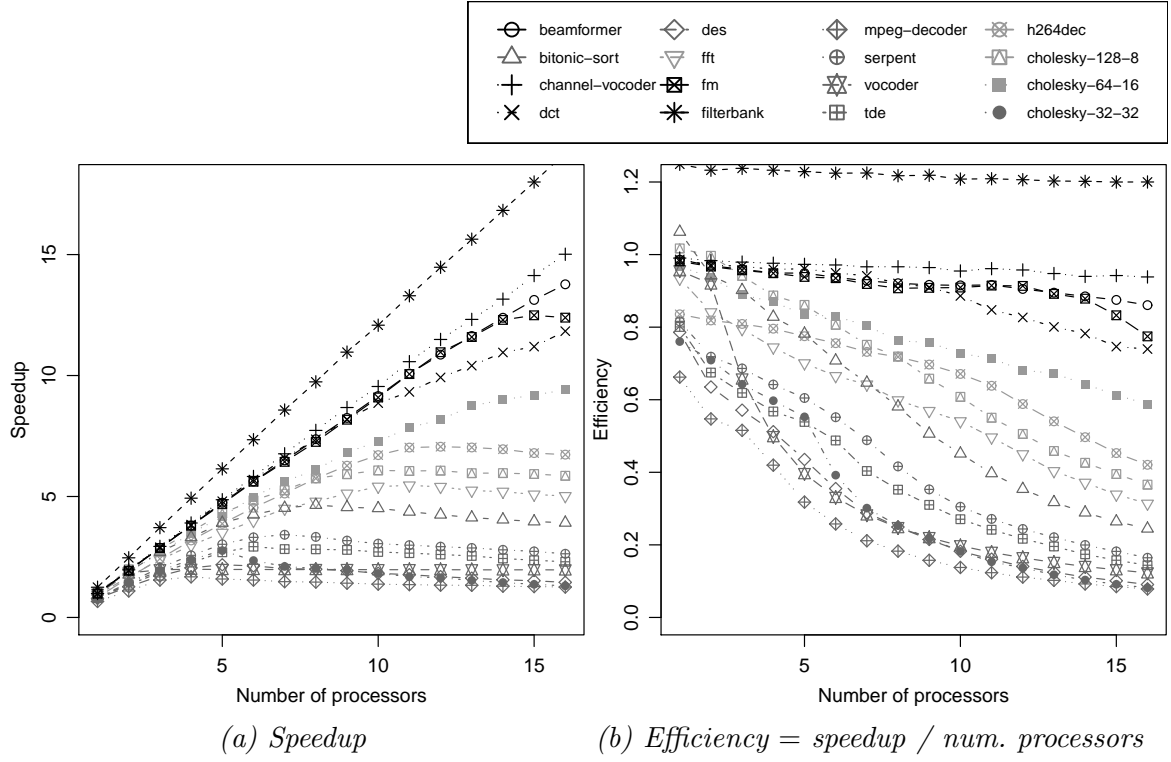 beamformer des mpeg−decoder h264dec
bitonic−sort fft serpent cholesky−128−8
channel−vocoder fm vocoder cholesky−64−16
dct filterbank tde cholesky−32−32
Speedup
15
10
5
0
5 10 15
Number of processors
Efficiency
1.2
1.0
0.8
0.6
0.4
0.2
0.0
5 10 15
Number of processors
(a) Speedup
(b) Efficiency = speedup / num. processors